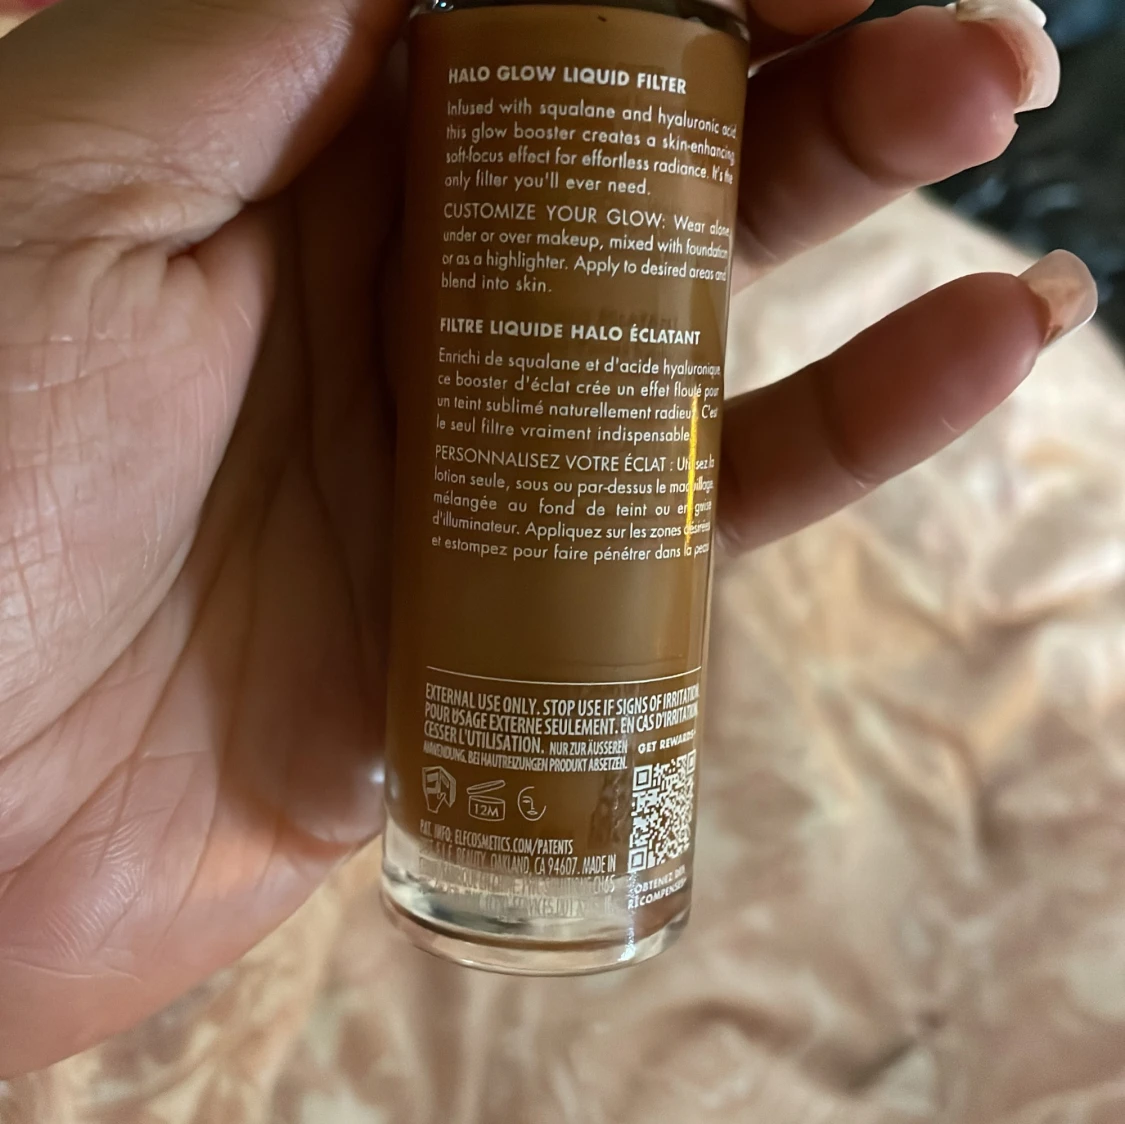 HALO GLOW LIQUID FILTER
Infused with squalane and hyaluronic acid
this glow booster creates a skin-enhancing
soft-focus effect for effortless radiance. It's the
only filter you'll ever need.
CUSTOMIZE YOUR GLOW: Wear alone,
under or over makeup, mixed with foundation
or as a highlighter. Apply to desired areas and
blend into skin.
FILTRE LIQUIDE HALO ÉCLATANT
Enrichi de squalane et d'acide hyaluronique,
ce booster d'éclat crée un effet flouté pour
un teint sublimé naturellement radieux. C'est
le seul filtre vraiment indispensable.
PERSONNALISEZ VOTRE ÉCLAT : Utilisez la
lotion seule, sous ou par-dessus le maquillage,
mélangée au fond de teint ou en guise
d'illuminateur. Appliquez sur les zones désirées
et estompez pour faire pénétrer dans la peau
EXTERNAL USE ONLY. STOP USE IF SIGNS OF IRRITATION.
POUR USAGE EXTERNE SEULEMENT. EN CAS D'IRRITATION,
CESSER L'UTILISATION. NUR ZUR ÄUSSEREN
ANWENDUNG. BEI HAUTREIZUNGEN PRODUKT ABSETZEN.
GET REWARDS
12M
PAT. INFO: ELFCOSMETICS.COM/PATENTS
E.L.F. BEAUTY, OAKLAND, CA 94607. MADE IN
OBTENEZ DES
RÉCOMPENSES